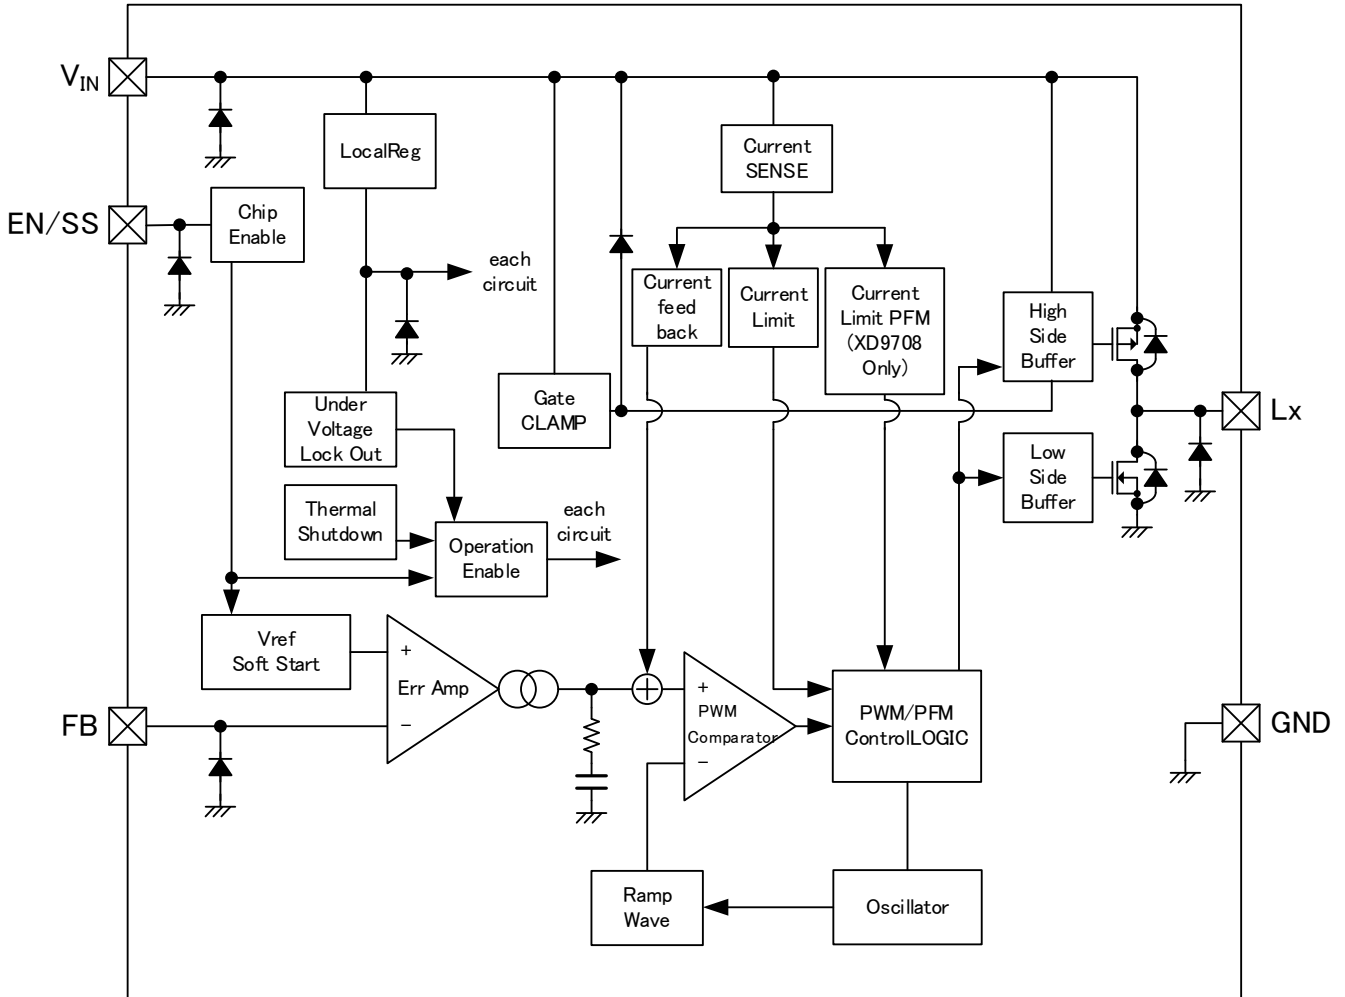 VIN
LocalReg
Current
SENSE
EN/SS
Chip
Enable
each
circuit
Current
feed
back
Current
Limit
Current
Limit PFM
(XD9708
Only)
High
Side
Buffer
Gate
CLAMP
Under
Voltage
Lock Out
Lx
Low
Side
Buffer
Thermal
Shutdown
each
circuit
Operation
Enable
Vref
Soft Start
+
Err Amp
−
+
PWM
Comparator
−
PWM/PFM
ControlLOGIC
FB
GND
Ramp
Wave
Oscillator